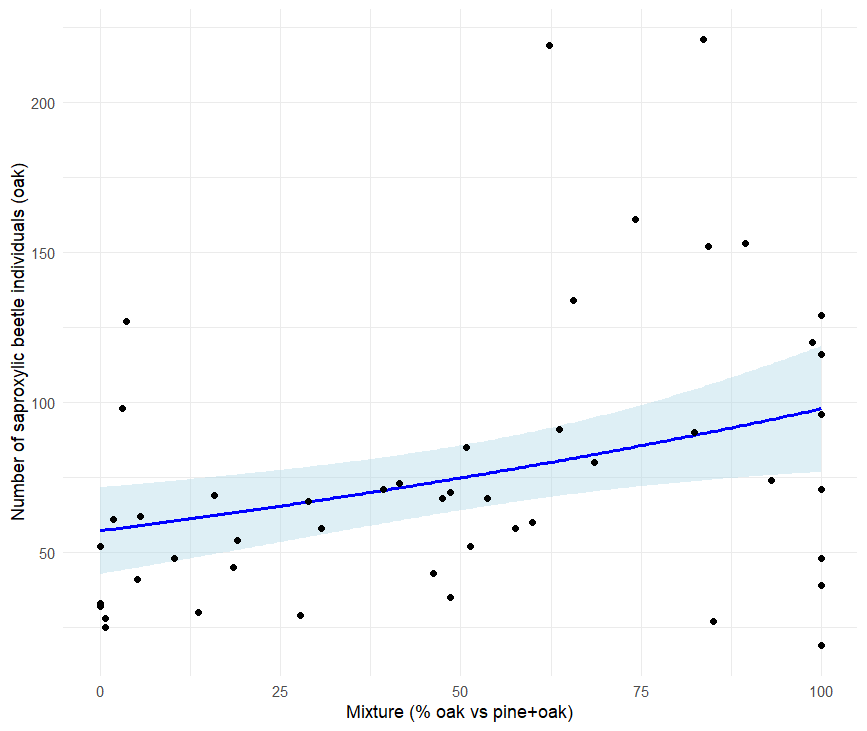 Number of saproxylic beetle individuals (oak)
200
150
100
50
0 25 50 75 100
Mixture (% oak vs pine+oak)